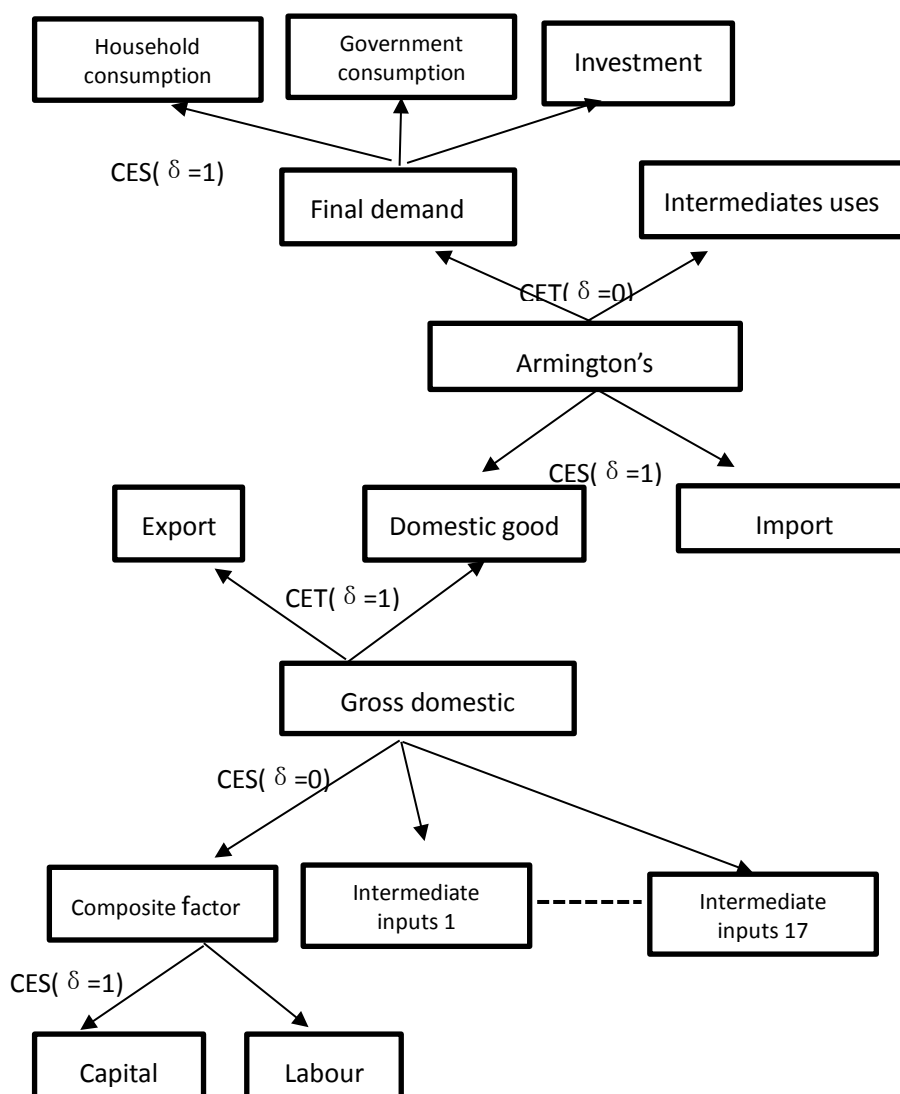 Household
consumption
Government
consumption
Investment
CES( δ =1)
Final demand
Intermediates uses
CET( δ =0)
Armington’s
CES( δ =1)
Export
Domestic good
Import
CET( δ =1)
Gross domestic
CES( δ =0)
Composite factor
Intermediate
inputs 1
Intermediate
inputs 17
CES( δ =1)
Capital
Labour